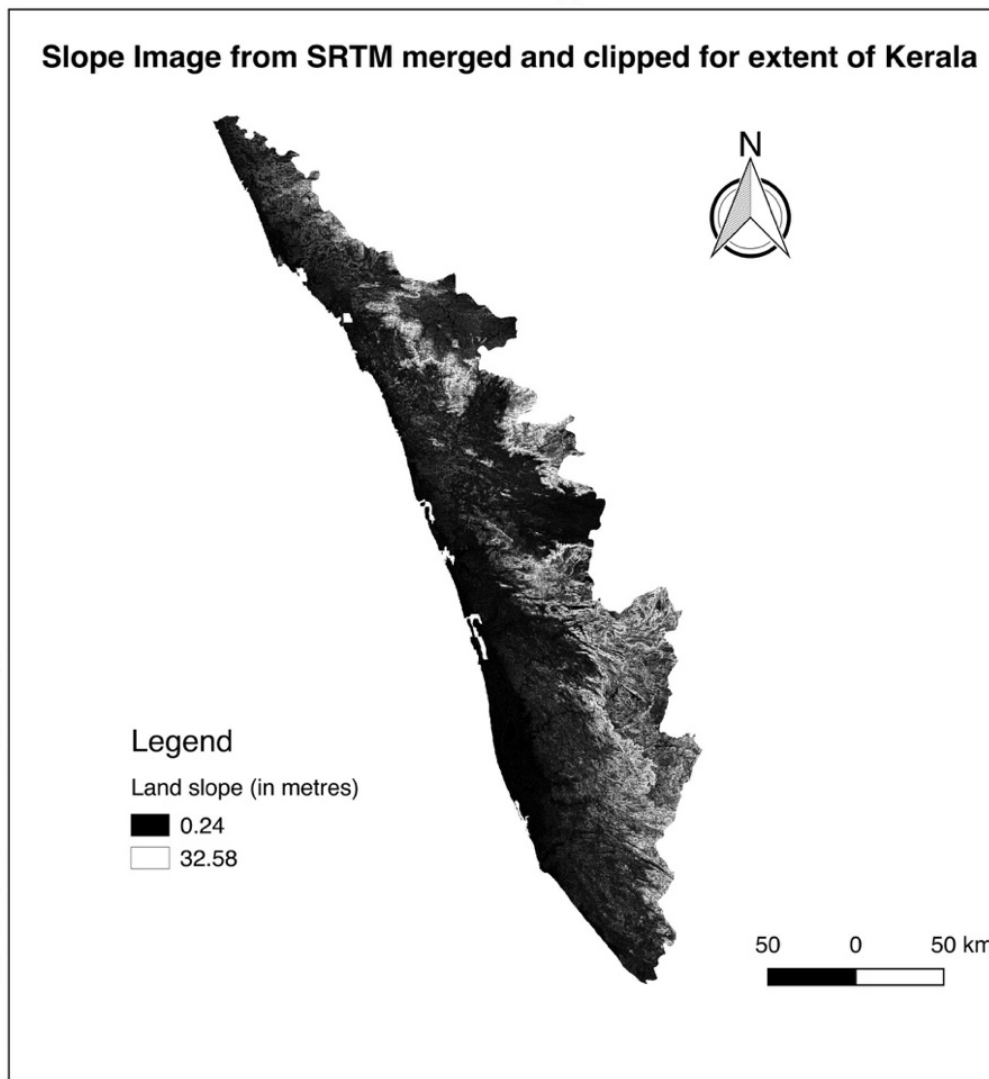 Slope Image from SRTM merged and clipped for extent of Kerala
N
Legend
Land slope (in metres)
0.24
32.58
50 0 50 km